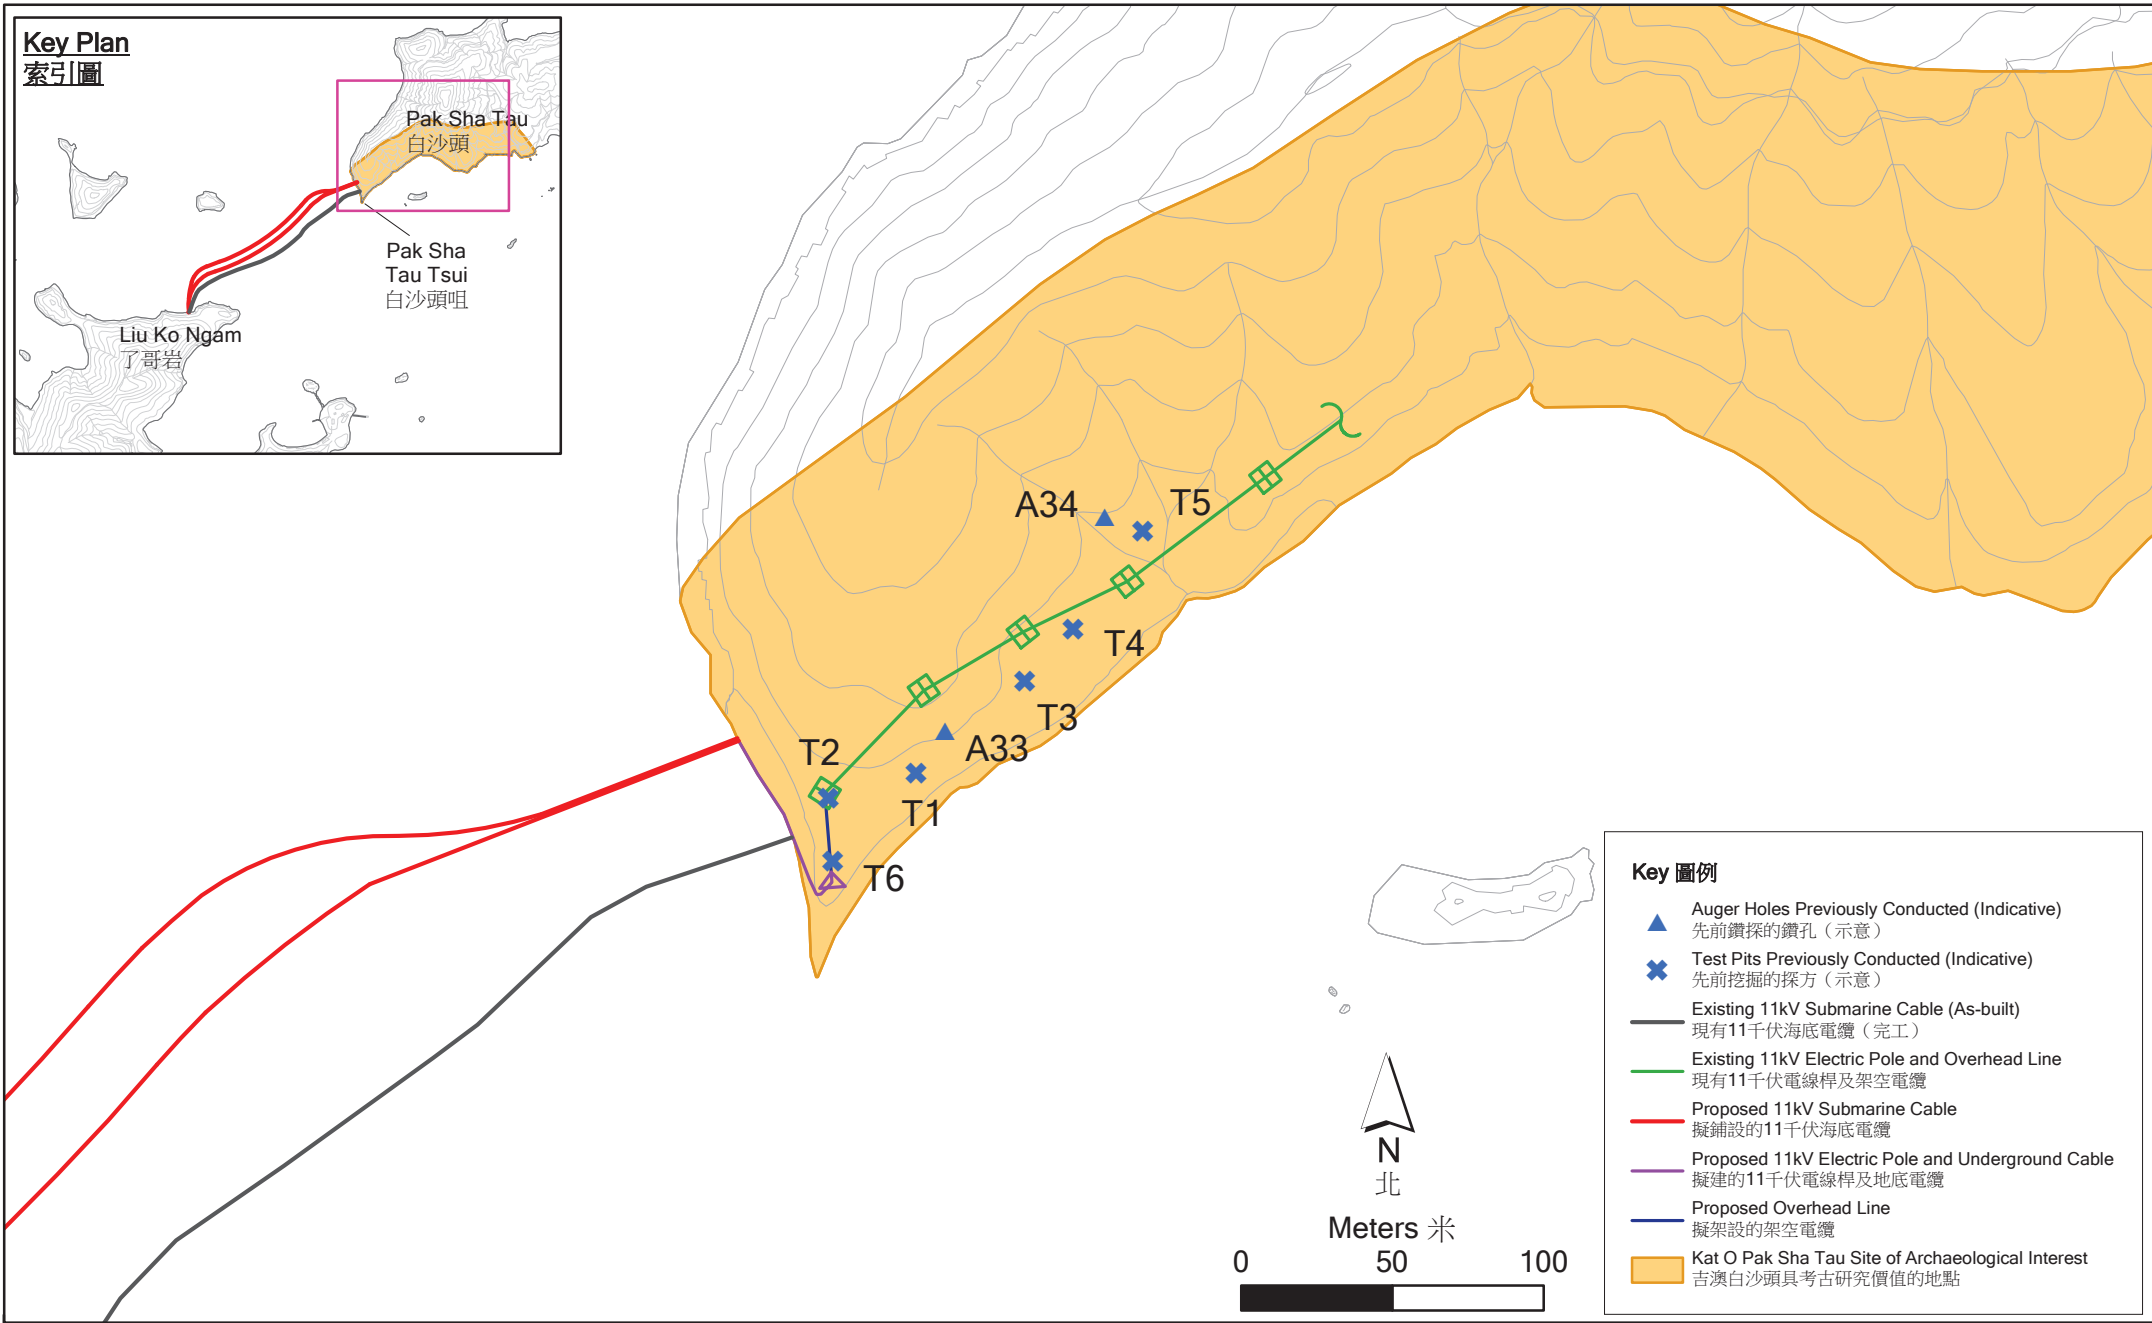 Key Plan
索引圖
Pak Sha Tau
白沙頭
Pak Sha
Tau Tsui
白沙頭咀
Liu Ko Ngam
了哥岩
A34
T5
T4
T3
A33
T2
T1
T6
N
北
Meters 米
0 50 100
Key 圖例
Auger Holes Previously Conducted (Indicative)
先前鑽探的鑽孔（示意）
Test Pits Previously Conducted (Indicative)
先前挖掘的探方（示意）
Existing 11kV Submarine Cable (As-built)
現有11千伏海底電纜（完工）
Existing 11kV Electric Pole and Overhead Line
現有11千伏電線桿及架空電纜
Proposed 11kV Submarine Cable
擬鋪設的11千伏海底電纜
Proposed 11kV Electric Pole and Underground Cable
擬建的11千伏電線桿及地底電纜
Proposed Overhead Line
擬架設的架空電纜
Kat O Pak Sha Tau Site of Archaeological Interest
吉澳白沙頭具考古研究價值的地點